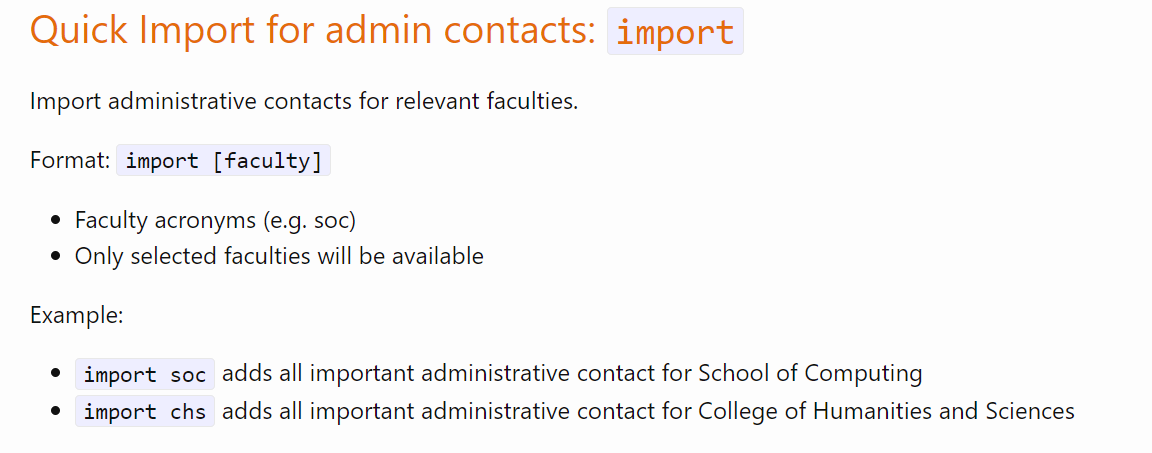 Quick Import for admin contacts: import
Import administrative contacts for relevant faculties.
Format: import [faculty]
• Faculty acronyms (e.g. soc)
• Only selected faculties will be available
Example:
• import soc adds all important administrative contact for School of Computing
• import chs adds all important administrative contact for College of Humanities and Sciences